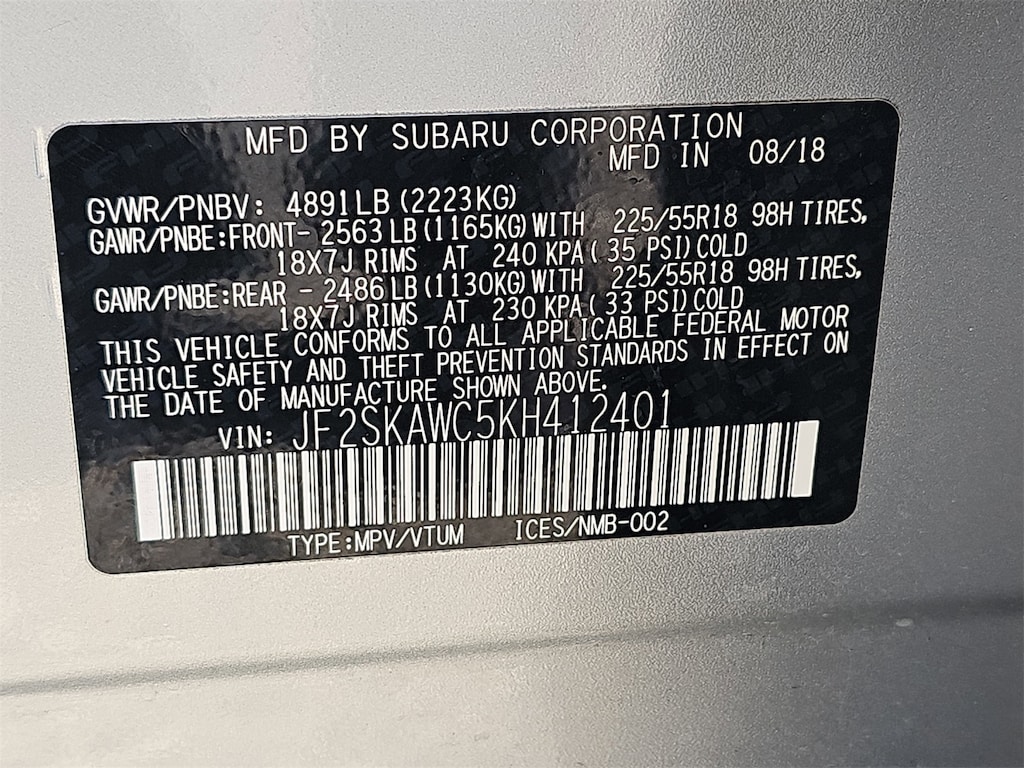 MFD BY SUBARU CORPORATION
MFD IN 08/18
GVWR/PNBV: 4891LB (2223KG)
GAWR/PNBE:FRONT- 2563 LB (1165KG) WITH 225/55R18 98H TIRES,
18X7J RIMS AT 240 KPA ( 35 PSI) COLD
GAWR/PNBE:REAR - 2486 LB (1130KG) WITH 225/55R18 98H TIRES,
18X7J RIMS AT 230 KPA ( 33 PSI) COLD
THIS VEHICLE CONFORMS TO ALL APPLICABLE FEDERAL MOTOR
VEHICLE SAFETY AND THEFT PREVENTION STANDARDS IN EFFECT ON
THE DATE OF MANUFACTURE SHOWN ABOVE.
VIN: JF2SKAWC5KH412401
TYPE:MPV/VTUM ICES/NMB-002